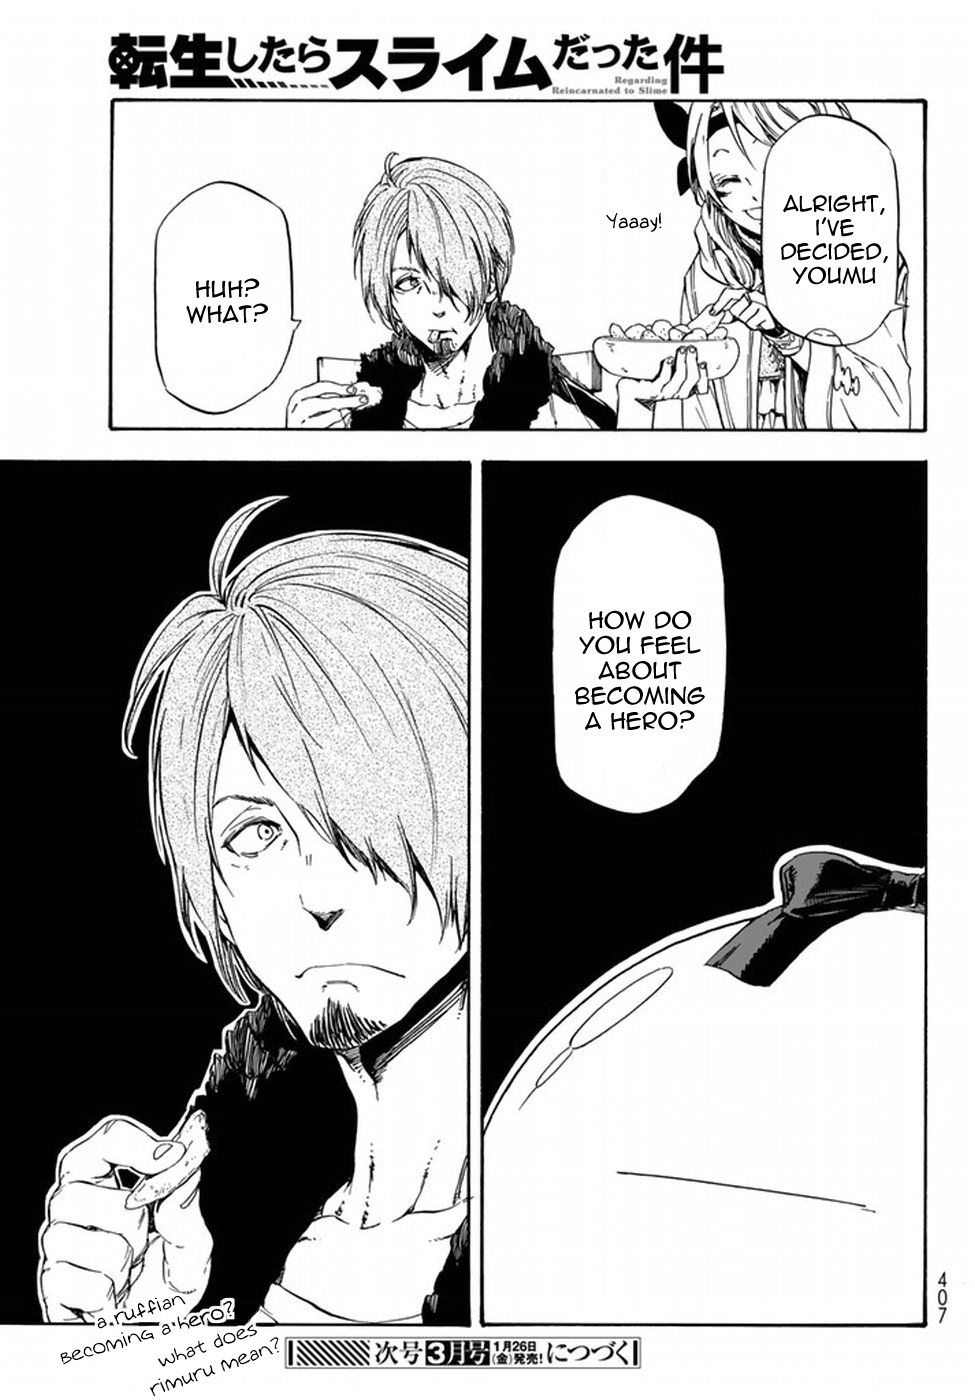 転生したらスライムだった件
Regarding
Reincarnated to Slime
ALRIGHT,
I'VE
DECIDED,
YOUMU
Yaaay!
HUH?
WHAT?
HOW DO
YOU FEEL
ABOUT
BECOMING
A HERO?
a ruffian
becoming a hero?
what does
rimuru mean?
次号3月号1月26日(金)発売!につづく
407